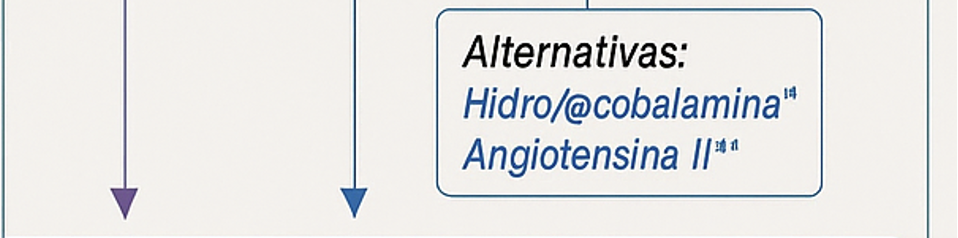 Alternativas:
Hidro/@cobalamina
Angiotensina II